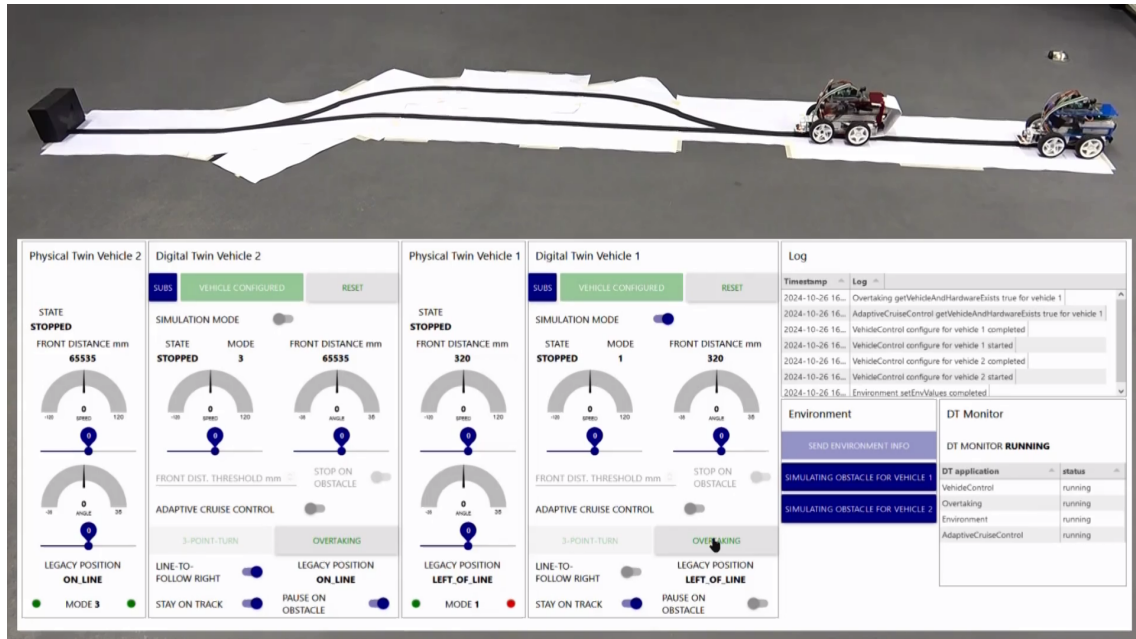 Physical Twin Vehicle 2
STATE
STOPPED
FRONT DISTANCE mm
65535
0
-120 SPEED 120
0
0
ANGLE 35
0
LEGACY POSITION
ON_LINE
MODE 3
Digital Twin Vehicle 2
SUBS VEHICLE CONFIGURED RESET
SIMULATION MODE
STATE MODE FRONT DISTANCE mm
STOPPED 3 65535
0 0
SPEED 120 ANGLE 35
0 0
FRONT DIST. THRESHOLD mm STOP ON
OBSTACLE
ADAPTIVE CRUISE CONTROL
3-POINT-TURN OVERTAKING
LINE-TO-
FOLLOW RIGHT
LEGACY POSITION
ON_LINE
STAY ON TRACK
PAUSE ON
OBSTACLE
Physical Twin Vehicle 1
STATE
STOPPED
FRONT DISTANCE mm
320
0
SPEED 120
0
0
ANGLE 35
0
LEGACY POSITION
LEFT_OF_LINE
MODE 1
Digital Twin Vehicle 1
SUBS VEHICLE CONFIGURED RESET
SIMULATION MODE
STATE MODE FRONT DISTANCE mm
STOPPED 1 320
0 0
SPEED 120 ANGLE 35
0 0
FRONT DIST. THRESHOLD mm STOP ON
OBSTACLE
ADAPTIVE CRUISE CONTROL
3-POINT-TURN OVERTAKING
LINE-TO-
FOLLOW RIGHT
LEGACY POSITION
LEFT_OF_LINE
STAY ON TRACK
PAUSE ON
OBSTACLE
Log
Timestamp Log
2024-10-26 16... Overtaking getVehicleAndHardwareExists true for vehicle 1
2024-10-26 16... AdaptiveCruiseControl getVehicleAndHardwareExists true for vehicle 1
2024-10-26 16... VehicleControl configure for vehicle 1 completed
2024-10-26 16... VehicleControl configure for vehicle 1 started
2024-10-26 16... VehicleControl configure for vehicle 2 completed
2024-10-26 16... VehicleControl configure for vehicle 2 started
2024-10-26 16... Environment setEnvValues completed
Environment
SEND ENVIRONMENT INFO
SIMULATING OBSTACLE FOR VEHICLE 1
SIMULATING OBSTACLE FOR VEHICLE 2
DT Monitor
DT MONITOR RUNNING
DT application status
VehicleControl running
Overtaking running
Environment running
AdaptiveCruiseControl running